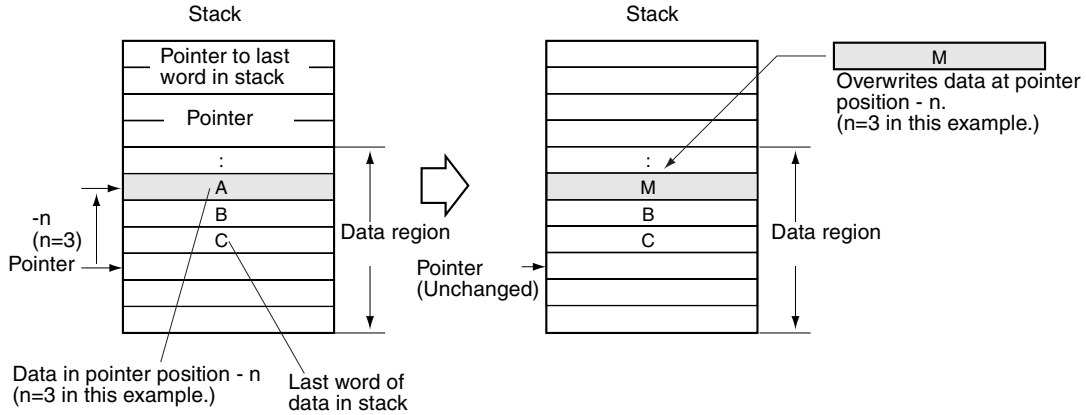 Stack
Pointer to last
word in stack
Pointer
:
A
B
C
-n
(n=3)
Pointer
Data region
Data in pointer position - n
(n=3 in this example.)
Last word of
data in stack
Stack
:
M
B
C
Pointer
(Unchanged)
Data region
M
Overwrites data at pointer
position - n.
(n=3 in this example.)